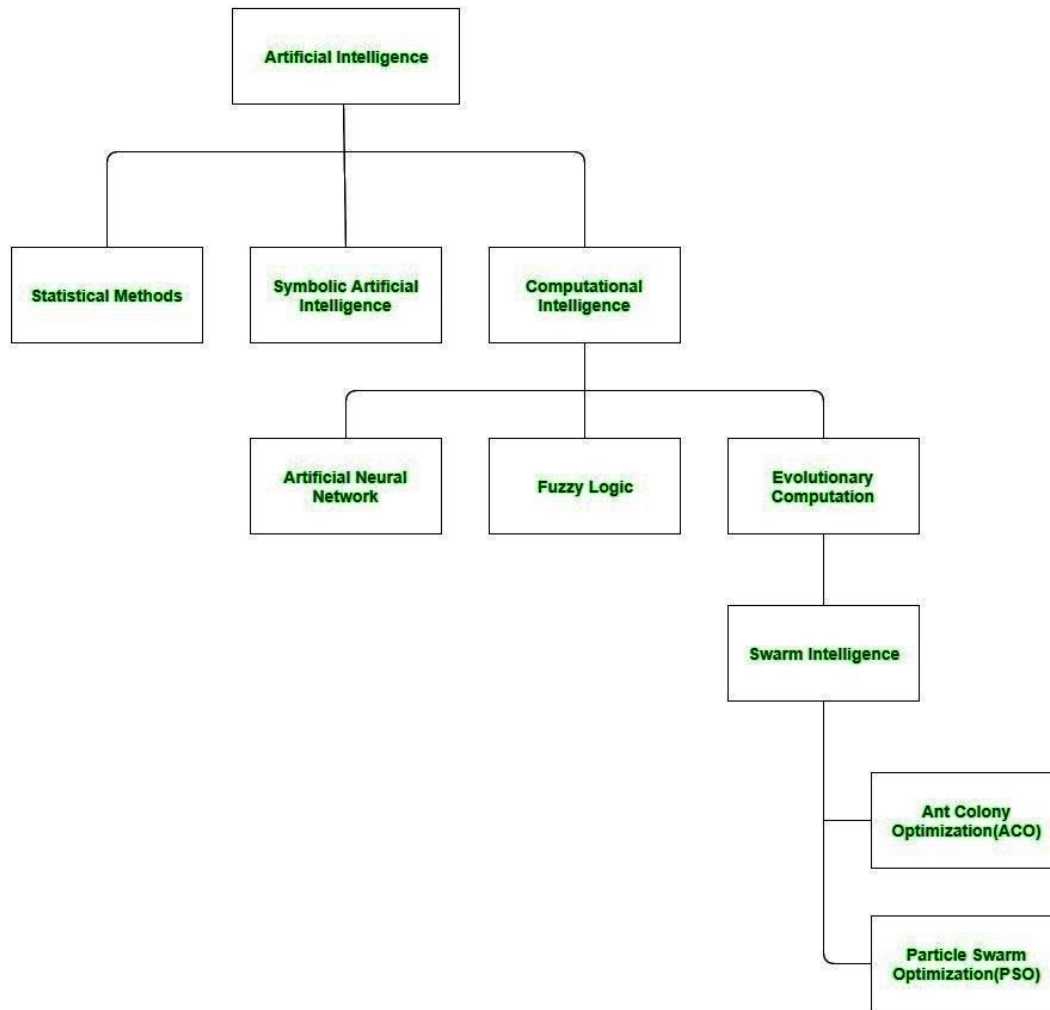 Artificial Intelligence
Statistical Methods
Symbolic Artificial
Intelligence
Computational
Intelligence
Artificial Neural
Network
Fuzzy Logic
Evolutionary
Computation
Swarm Intelligence
Ant Colony
Optimization(ACO)
Particle Swarm
Optimization(PSO)